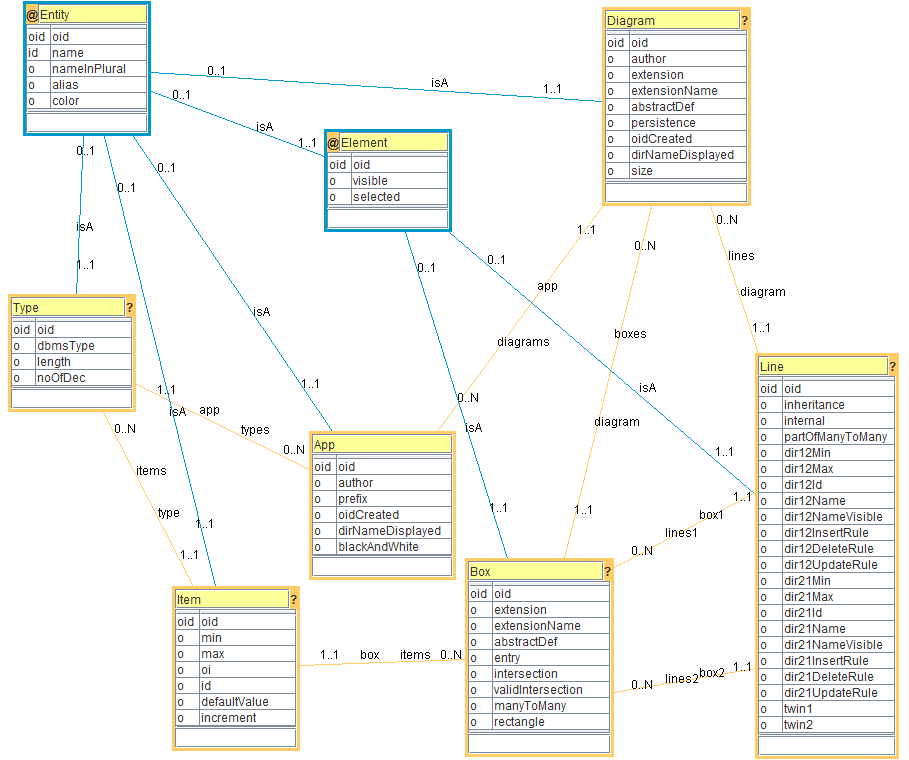 @ Entity
oid oid
id name
o nameInPlural
o alias
o color
Diagram ?
oid oid
o author
o extension
o extensionName
o abstractDef
o persistence
o oidCreated
o dirNameDisplayed
o size
@ Element
oid oid
o visible
o selected
0..1
isA
1..1
0..1
isA
1..1
0..1
isA
1..1
0..1
isA
1..1
0..1
isA
1..1
0..1
isA
1..1
0..1
isA
1..1
1..1
app
diagrams
0..N
0..N
boxes
diagram
1..1
0..N
lines
diagram
1..1
Type ?
oid oid
o dbmsType
o length
o noOfDec
1..1
app
types
0..N
0..N
items
type
1..1
App
oid oid
o author
o prefix
o oidCreated
o dirNameDisplayed
o blackAndWhite
Line ?
oid oid
o inheritance
o internal
o partOfManyToMany
o dir12Min
o dir12Max
o dir12Id
o dir12Name
o dir12NameVisible
o dir12InsertRule
o dir12DeleteRule
o dir12UpdateRule
o dir21Min
o dir21Max
o dir21Id
o dir21Name
o dir21NameVisible
o dir21InsertRule
o dir21DeleteRule
o dir21UpdateRule
o twin1
o twin2
1..1
box1
lines1
0..N
Box ?
oid oid
o extension
o extensionName
o abstractDef
o entry
o intersection
o validIntersection
o manyToMany
o rectangle
Item ?
oid oid
o min
o max
o oi
o id
o defaultValue
o increment
1..1 box items 0..N
0..N lines2 box2 1..1